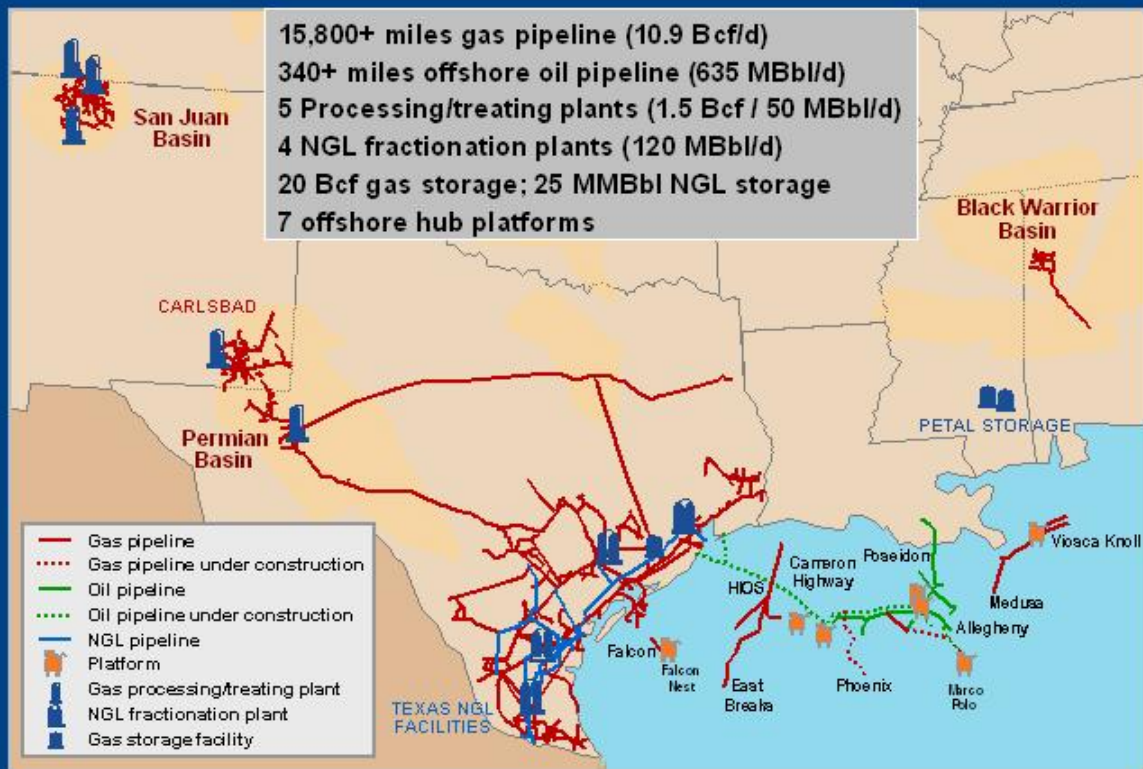 15,800+ miles gas pipeline (10.9 Bcf/d)
340+ miles offshore oil pipeline (635 MBbl/d)
5 Processing/treating plants (1.5 Bcf / 50 MBbl/d)
4 NGL fractionation plants (120 MBbl/d)
20 Bcf gas storage; 25 MMBbl NGL storage
7 offshore hub platforms
San Juan
Basin
Black Warrior
Basin
CARLSBAD
Permian
Basin
PETAL STORAGE
Gas pipeline
Gas pipeline under construction
Oil pipeline
Oil pipeline under construction
NGL pipeline
Platform
Gas processing/treating plant
NGL fractionation plant
Gas storage facility
TEXAS NGL
FACILITIES
Falcon
Falcon
Nest
HIOS
East
Breaks
Cameron
Highway
Poseidon
Viosca Knoll
Medusa
Allegheny
Phoenix
Marco
Polo